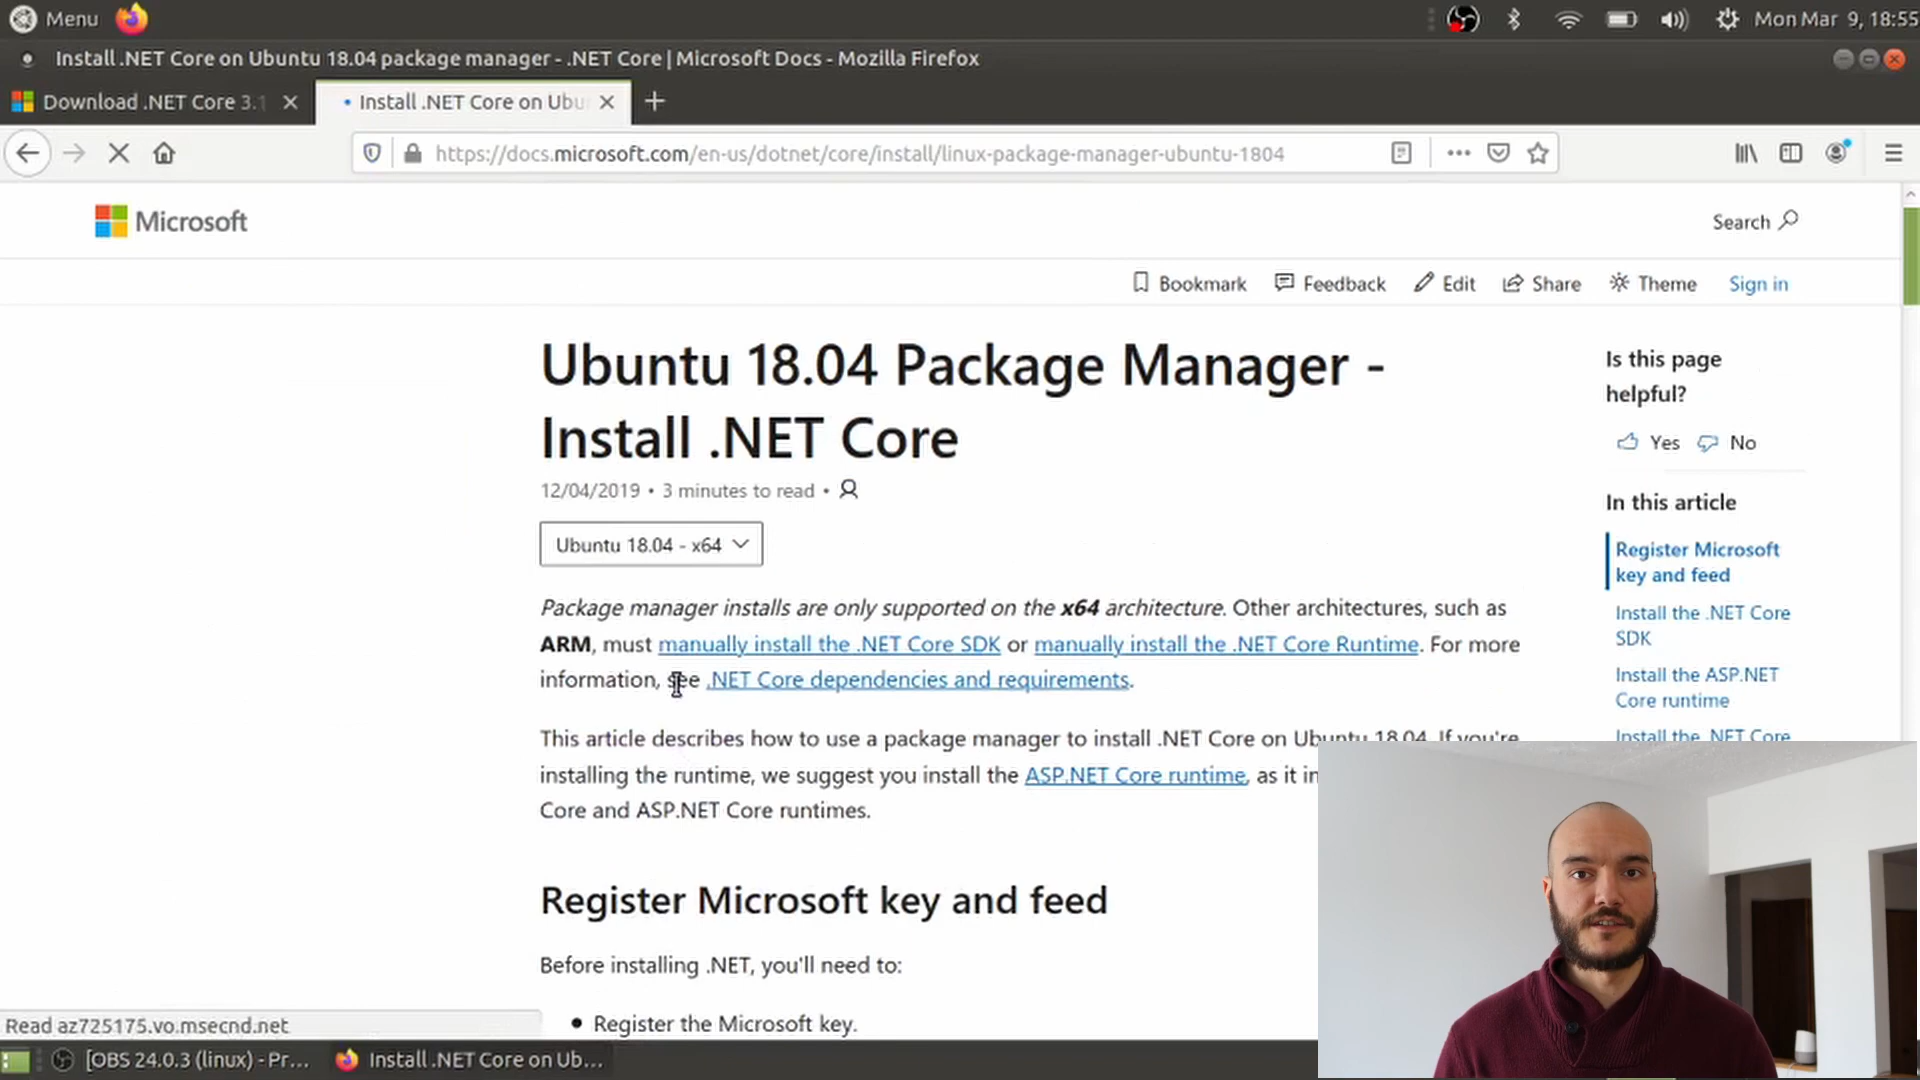 Menu
Mon Mar 9, 18:55
Install .NET Core on Ubuntu 18.04 package manager - .NET Core | Microsoft Docs - Mozilla Firefox
Download .NET Core 3.1
Install .NET Core on Ubu
https://docs.microsoft.com/en-us/dotnet/core/install/linux-package-manager-ubuntu-1804
Microsoft
Search
Bookmark Feedback Edit Share Theme Sign in
Ubuntu 18.04 Package Manager -
Install .NET Core
12/04/2019 • 3 minutes to read •
Ubuntu 18.04 - x64
Package manager installs are only supported on the x64 architecture. Other architectures, such as
ARM, must manually install the .NET Core SDK or manually install the .NET Core Runtime. For more
information, see .NET Core dependencies and requirements.
This article describes how to use a package manager to install .NET Core on Ubuntu 18.04. If you're
installing the runtime, we suggest you install the ASP.NET Core runtime, as it in
Core and ASP.NET Core runtimes.
Register Microsoft key and feed
Before installing .NET, you'll need to:
• Register the Microsoft key.
Is this page
helpful?
Yes No
In this article
Register Microsoft
key and feed
Install the .NET Core
SDK
Install the ASP.NET
Core runtime
Install the .NET Core
Read az725175.vo.msecnd.net
[OBS 24.0.3 (linux) - Pr...
Install .NET Core on Ub...